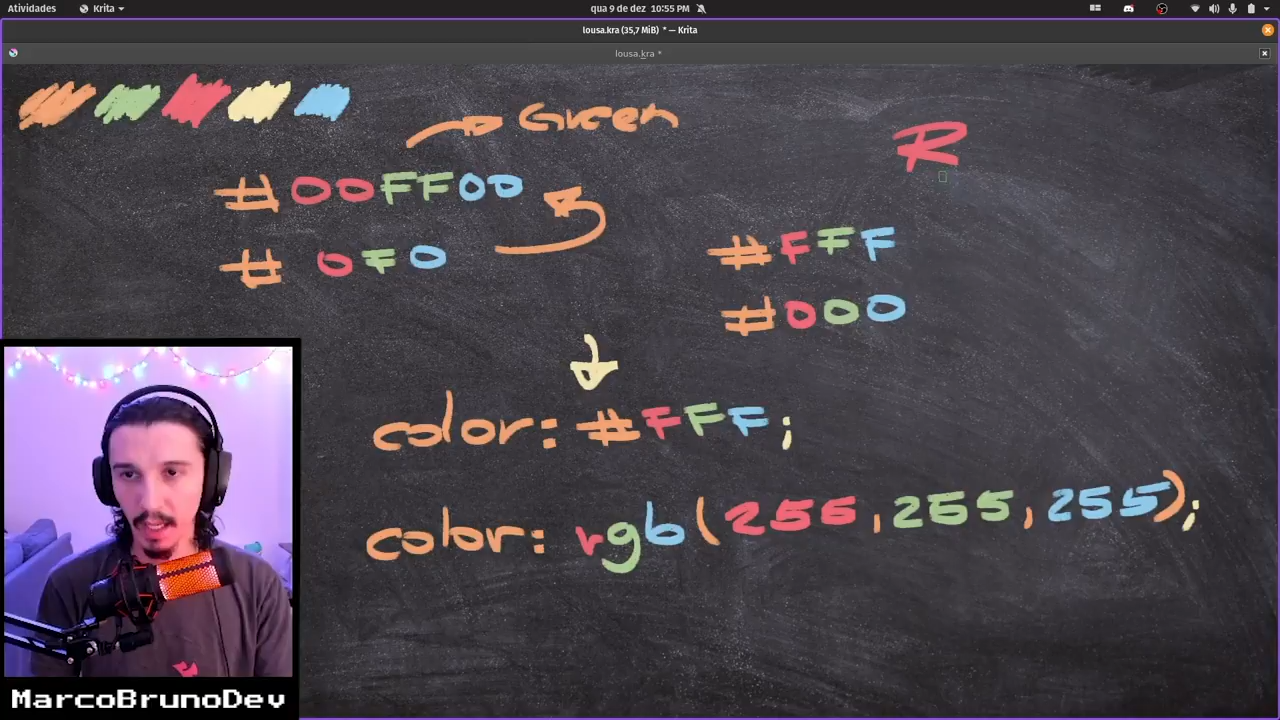 Atividades Krita qua 9 de dez 10:55 PM
lousa.kra (35,7 MiB) * — Krita
lousa.kra *
Green
R
#00FF00
#0F0
#FFF
#000
color: #FFF;
color: rgb(255,255,255);
MarcoBrunoDev